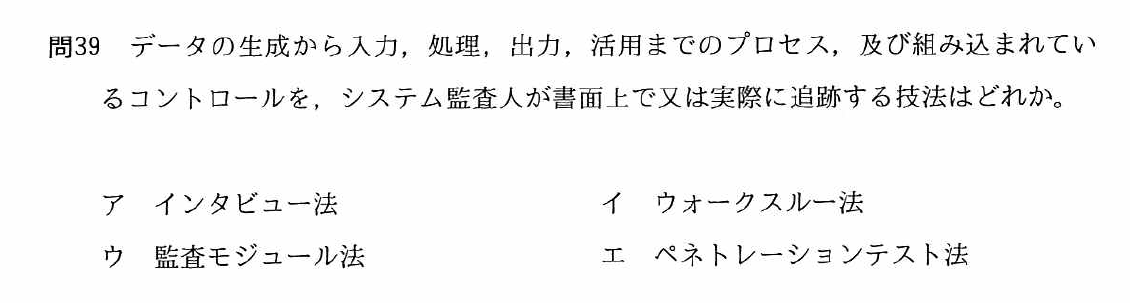 問39 データの生成から入力，処理，出力，活用までのプロセス，及び組み込まれてい
るコントロールを，システム監査人が書面上で又は実際に追跡する技法はどれか。
ア インタビュー法 イ ウォークスルー法
ウ 監査モジュール法 エ ペネトレーションテスト法